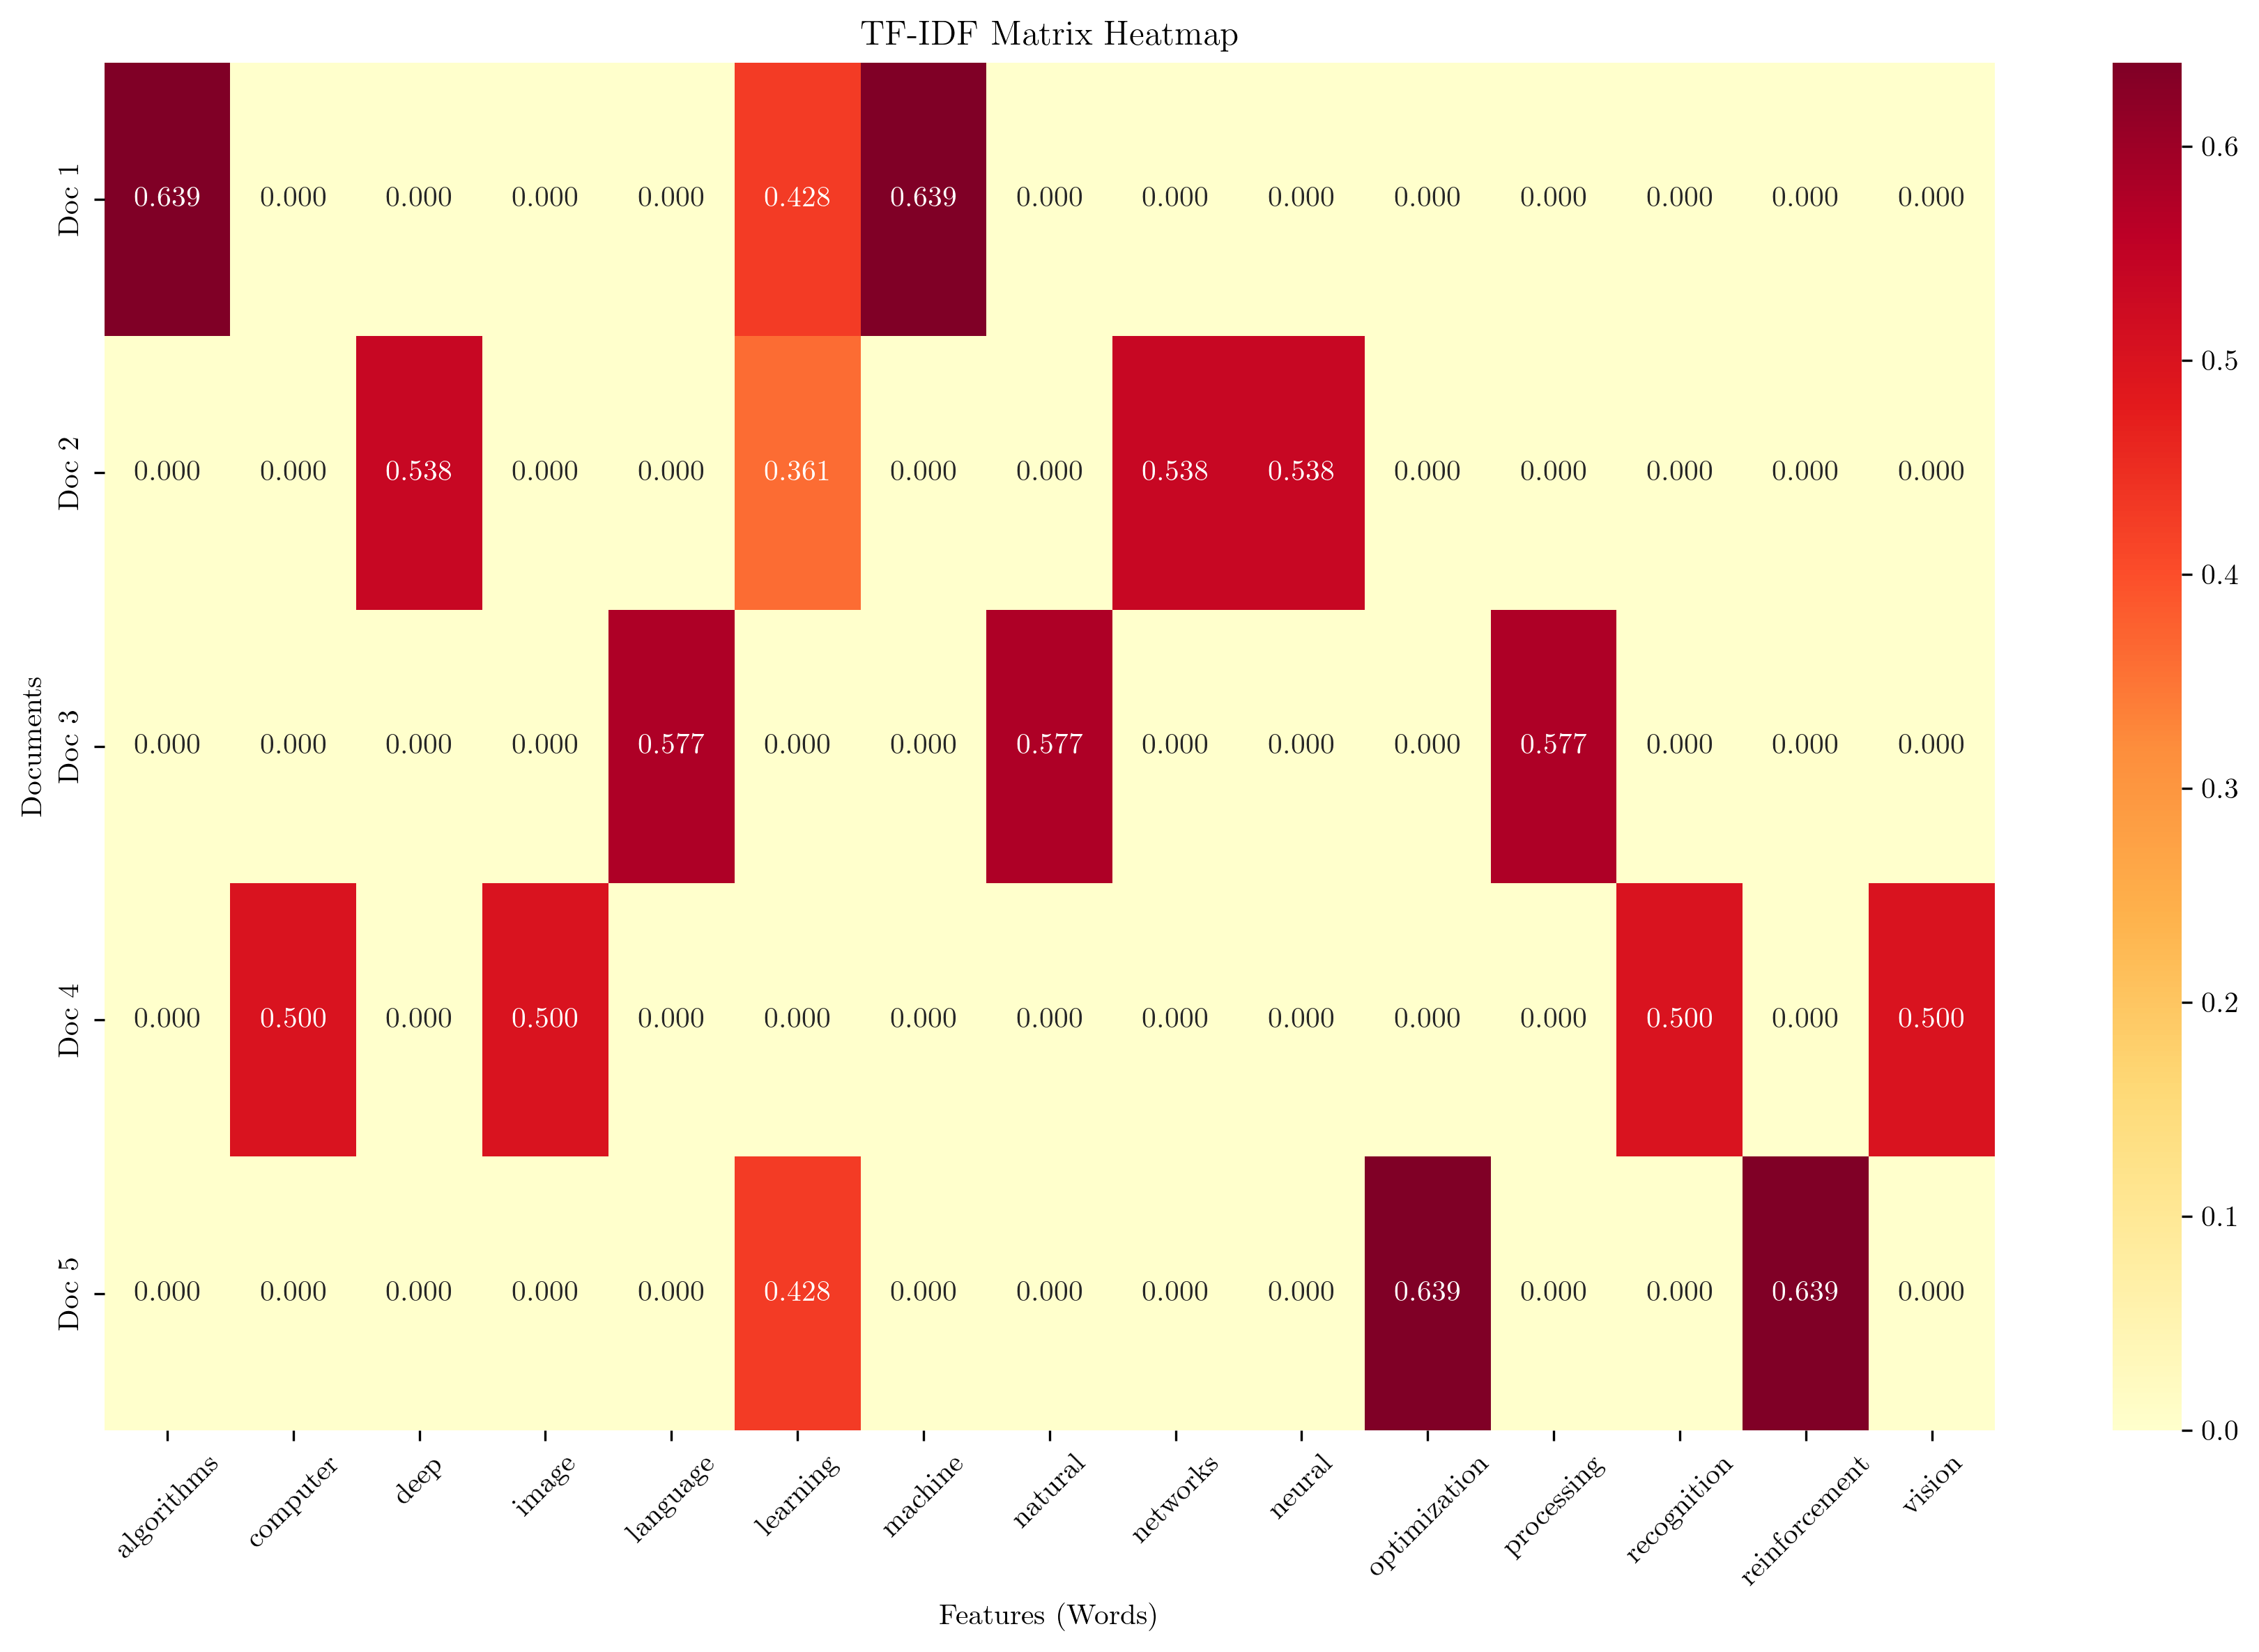 TF-IDF Matrix Heatmap
Documents
Doc 1
0.639 0.000 0.000 0.000 0.000 0.428 0.639 0.000 0.000 0.000 0.000 0.000 0.000 0.000 0.000
Doc 2
0.000 0.000 0.538 0.000 0.000 0.361 0.000 0.000 0.538 0.538 0.000 0.000 0.000 0.000 0.000
Doc 3
0.000 0.000 0.000 0.000 0.577 0.000 0.000 0.577 0.000 0.000 0.000 0.577 0.000 0.000 0.000
Doc 4
0.000 0.500 0.000 0.500 0.000 0.000 0.000 0.000 0.000 0.000 0.000 0.000 0.500 0.000 0.500
Doc 5
0.000 0.000 0.000 0.000 0.000 0.428 0.000 0.000 0.000 0.000 0.639 0.000 0.000 0.639 0.000
algorithms
computer
deep
image
language
learning
machine
natural
networks
neural
optimization
processing
recognition
reinforcement
vision
Features (Words)
0.6
0.5
0.4
0.3
0.2
0.1
0.0